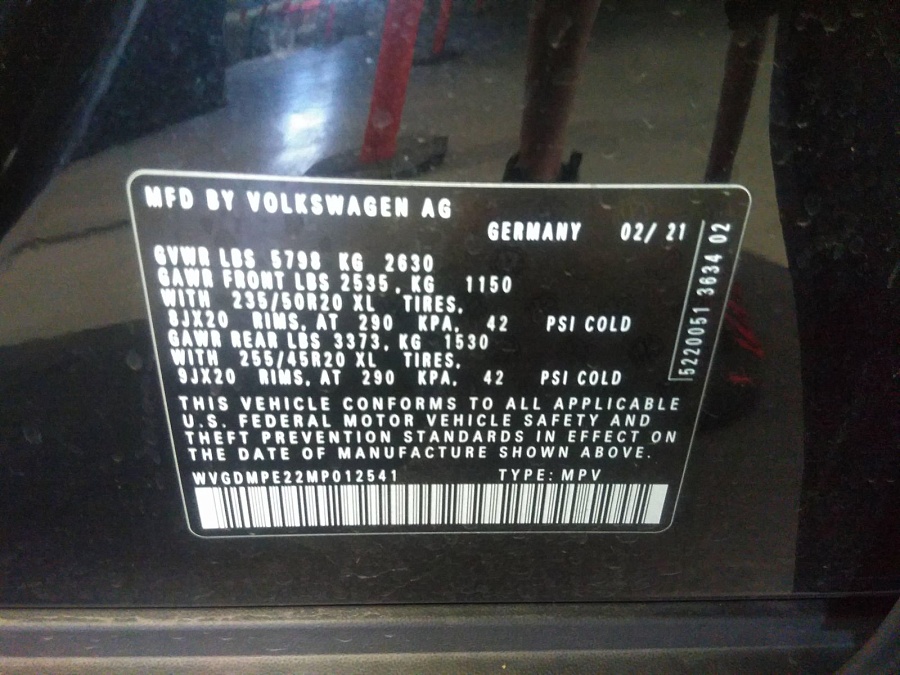 MFD BY VOLKSWAGEN AG
GERMANY 02/ 21
GVWR LBS 5798 KG 2630
GAWR FRONT LBS 2535, KG 1150
WITH 235/50R20 XL TIRES,
8JX20 RIMS, AT 290 KPA, 42 PSI COLD
GAWR REAR LBS 3373, KG 1530
WITH 255/45R20 XL TIRES,
9JX20 RIMS, AT 290 KPA, 42 PSI COLD
THIS VEHICLE CONFORMS TO ALL APPLICABLE
U.S. FEDERAL MOTOR VEHICLE SAFETY AND
THEFT PREVENTION STANDARDS IN EFFECT ON
THE DATE OF MANUFACTURE SHOWN ABOVE.
WVGDMPE22MP012541 TYPE: MPV
5220051 3634 02